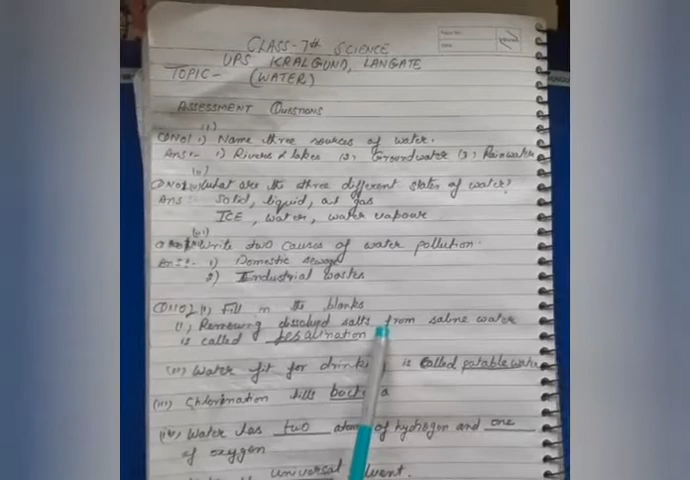 CLASS-7th SCIENCE
UPS KRALGUND, LANGATE
TOPIC- (WATER)
ASSESSMENT QUESTIONS
(i)
QNo1 i) Name three sources of water.
Ans:- 1) Rivers & lakes (2) Groundwater (3) Rainwater
(ii)
What are the three different states of water?
Ans: Solid, liquid, and gas
ICE, water, water vapour
(iii)
Write two causes of water pollution.
Ans:- 1) Domestic sewage
2) Industrial wastes
QNo2 (i) Fill in the blanks
(i) Removing dissolved salts from saline water
is called desalination
(ii) Water fit for drinking is called patable water
(iii) Chlorination kills bacteria
(iv) Water has two atoms of hydrogen and one
of oxygen
universal solvent.